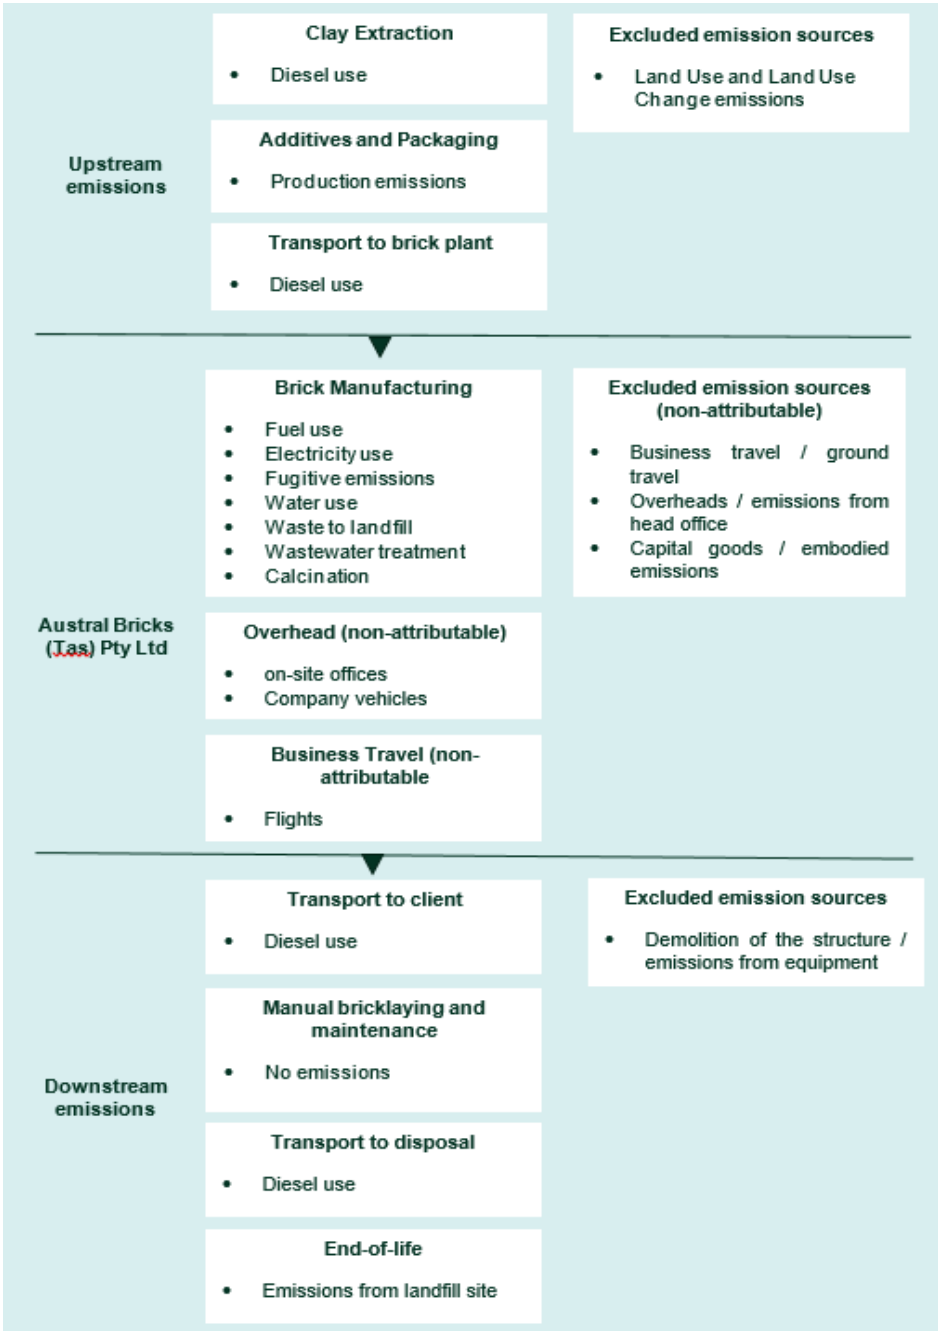 Clay Extraction
• Diesel use
Excluded emission sources
• Land Use and Land Use
Change emissions
Upstream
emissions
Additives and Packaging
• Production emissions
Transport to brick plant
• Diesel use
Brick Manufacturing
• Fuel use
• Electricity use
• Fugitive emissions
• Water use
• Waste to landfill
• Wastewater treatment
• Calcination
Excluded emission sources
(non-attributable)
• Business travel / ground
travel
• Overheads / emissions from
head office
• Capital goods / embodied
emissions
Austral Bricks
(Tas) Pty Ltd
Overhead (non-attributable)
• on-site offices
• Company vehicles
Business Travel (non-
attributable
• Flights
Transport to client
• Diesel use
Excluded emission sources
• Demolition of the structure /
emissions from equipment
Downstream
emissions
Manual bricklaying and
maintenance
• No emissions
Transport to disposal
• Diesel use
End-of-life
• Emissions from landfill site